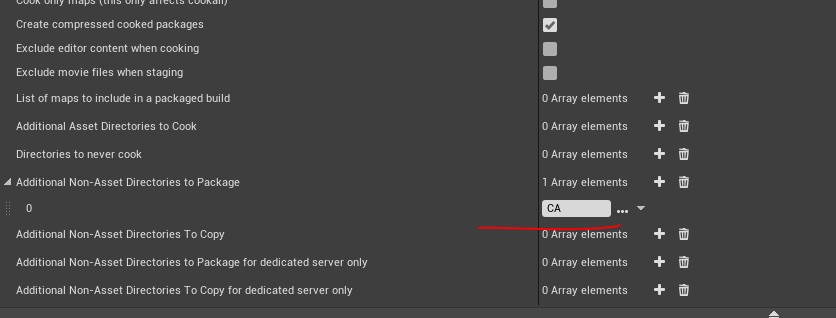 Cook only maps (this only affects cookall)
Create compressed cooked packages
Exclude editor content when cooking
Exclude movie files when staging
List of maps to include in a packaged build 0 Array elements
Additional Asset Directories to Cook 0 Array elements
Directories to never cook 0 Array elements
Additional Non-Asset Directories to Package 1 Array elements
0 CA ...
Additional Non-Asset Directories To Copy 0 Array elements
Additional Non-Asset Directories to Package for dedicated server only 0 Array elements
Additional Non-Asset Directories To Copy for dedicated server only 0 Array elements